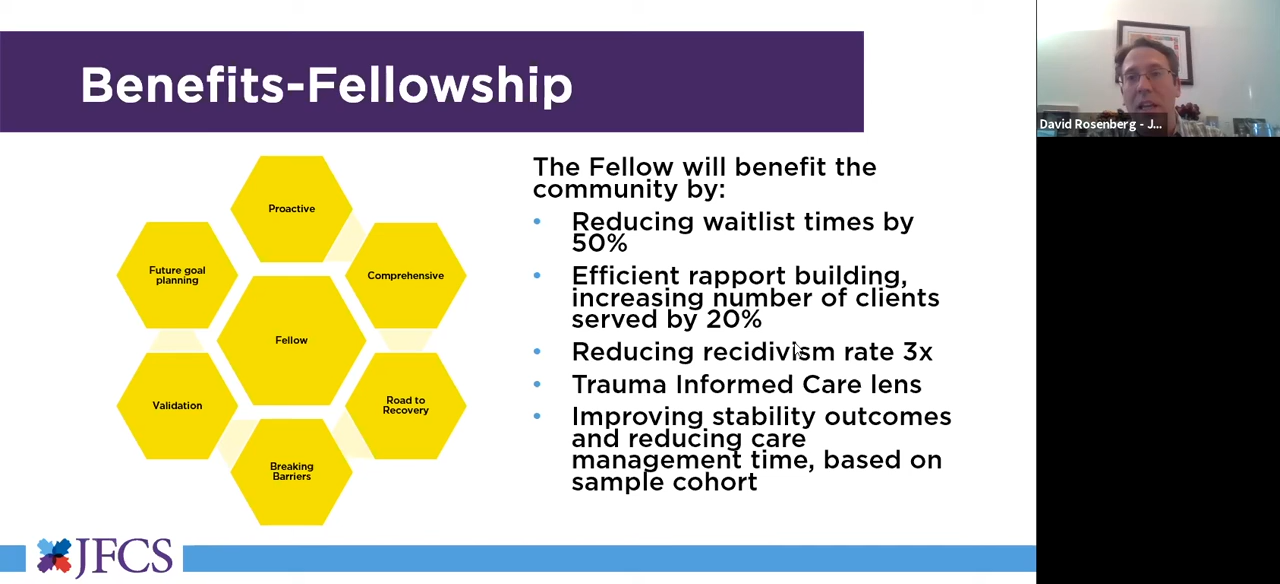 Benefits-Fellowship
Proactive
Comprehensive
Future goal
planning
Fellow
Validation
Road to
Recovery
Breaking
Barriers
The Fellow will benefit the
community by:
• Reducing waitlist times by
50%
• Efficient rapport building,
increasing number of clients
served by 20%
• Reducing recidivism rate 3x
• Trauma Informed Care lens
• Improving stability outcomes
and reducing care
management time, based on
sample cohort
JFCS
David Rosenberg - J...